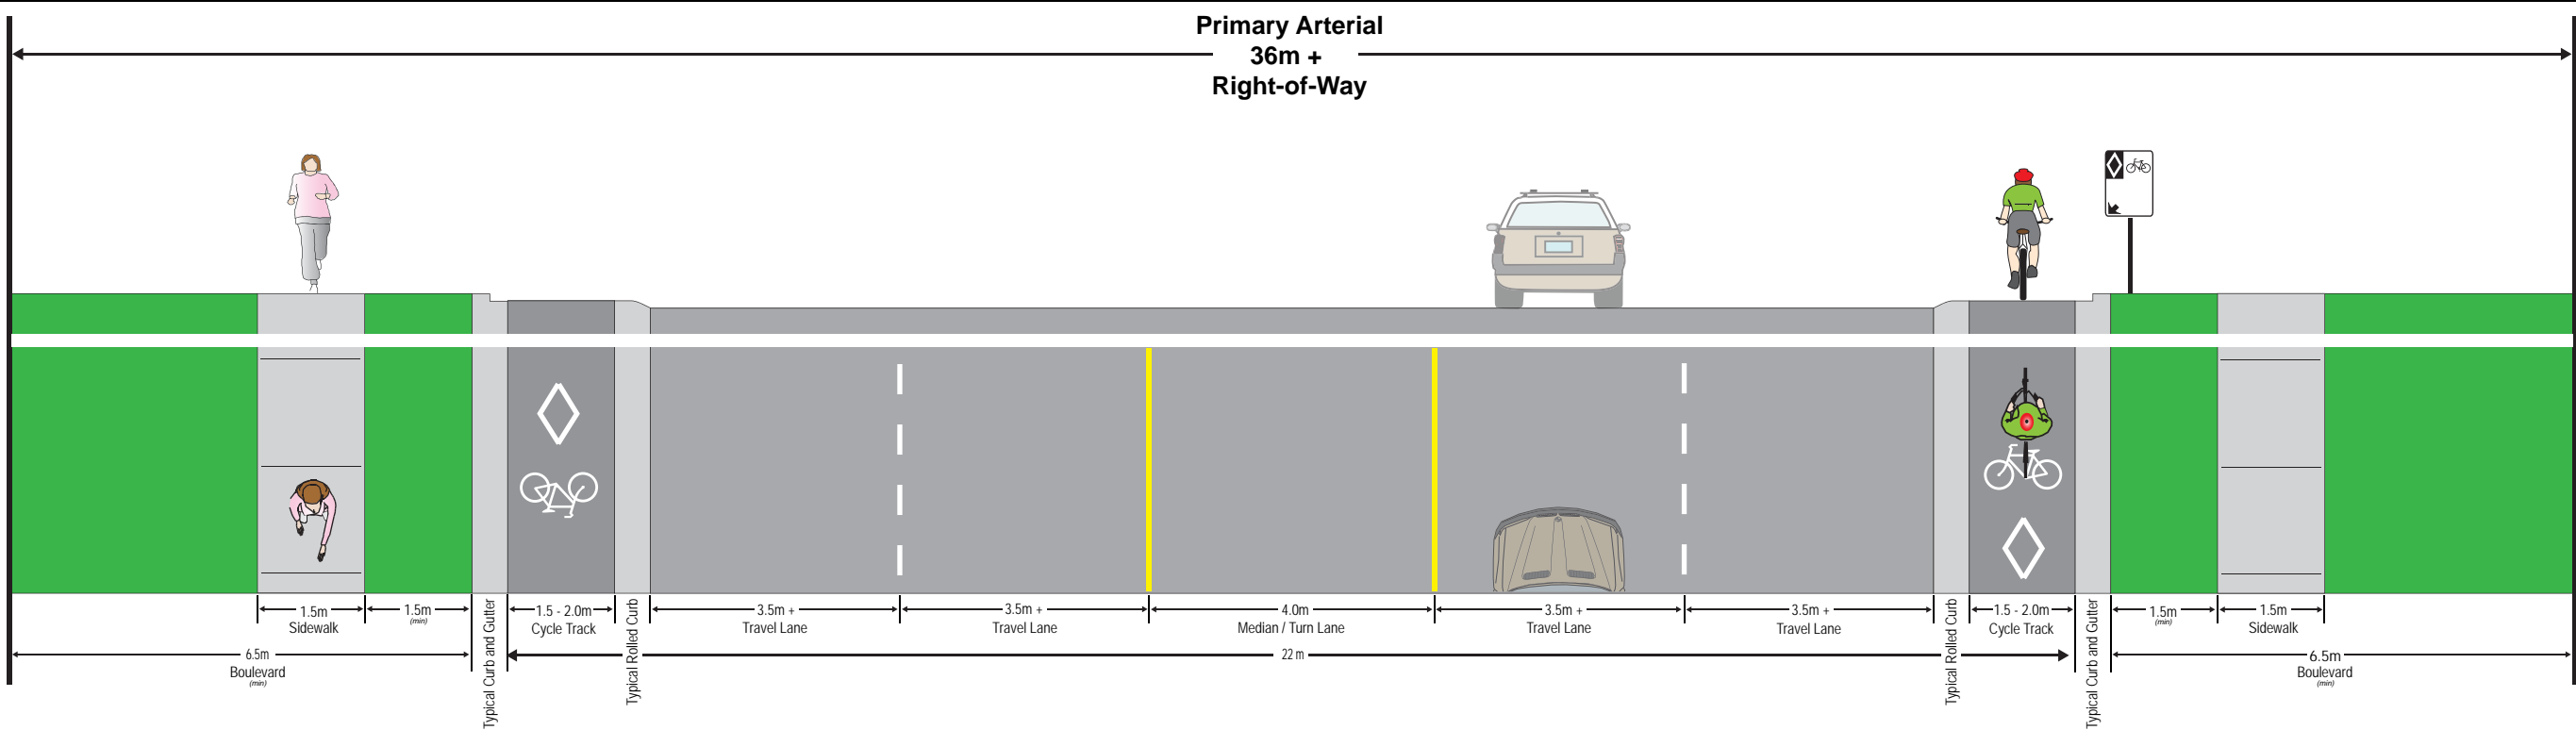 Primary Arterial
36m +
Right-of-Way
1.5m
Sidewalk
1.5m
(min)
6.5m
Boulevard
(min)
Typical Curb and Gutter
1.5 - 2.0m
Cycle Track
Typical Rolled Curb
3.5m +
Travel Lane
3.5m +
Travel Lane
4.0m
Median / Turn Lane
3.5m +
Travel Lane
3.5m +
Travel Lane
22 m
Typical Rolled Curb
1.5 - 2.0m
Cycle Track
Typical Curb and Gutter
1.5m
(min)
1.5m
Sidewalk
6.5m
Boulevard
(min)